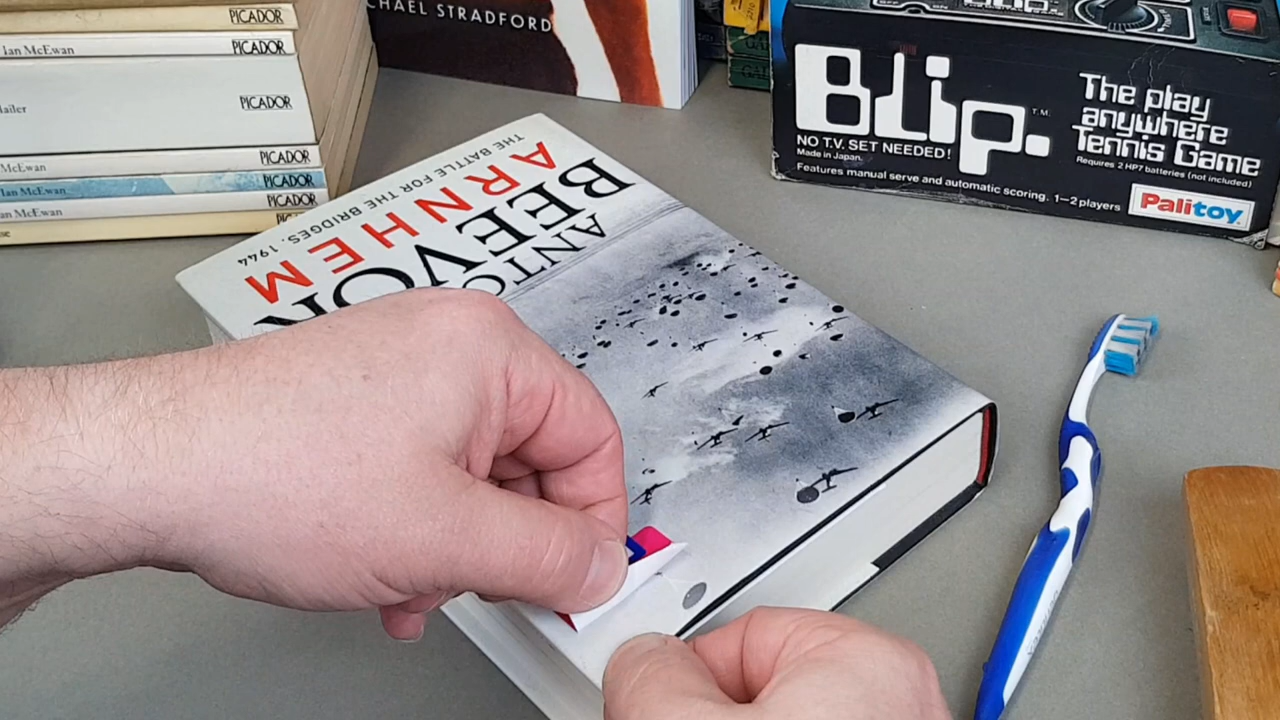 PICADOR
Ian McEwan PICADOR
ailer PICADOR
McEwan PICADOR
Ian McEwan PICADOR
Ian McEwan PICADOR
CHAEL STRADFORD
THE BATTLE FOR THE BRIDGES, 1944
ARNHEM
BEEVOR
ANTO
Blip.™
NO T.V. SET NEEDED!
Made in Japan.
The play
anywhere
Tennis Game
Requires 2 HP7 batteries (not included)
Features manual serve and automatic scoring. 1-2 players
Palitoy